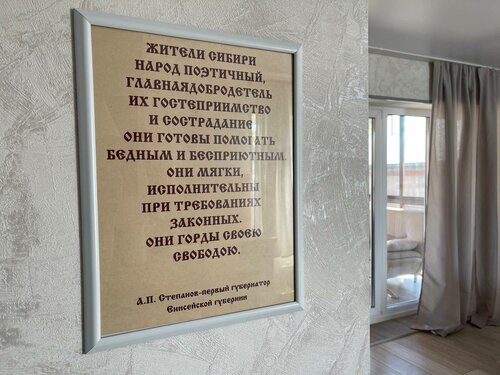 ЖИТЕЛИ СИБИРИ
НАРОД ПОЭТИЧНЫЙ,
ГЛАВНАЯДОБРОДЕТЕЛЬ
ИХ ГОСТЕПРИИМСТВО
И СОСТРАДАНИЕ
ОНИ ГОТОВЫ ПОМОГАТЬ
БЕДНЫМ И БЕСПРИЮТНЫМ.
ОНИ МЯГКИ,
ИСПОЛНИТЕЛЬНЫ
ПРИ ТРЕБОВАНИЯХ
ЗАКОННЫХ.
ОНИ ГОРДЫ СВОЕЮ
СВОБОДОЮ.
А.П. Степанов-первый губернатор
Енисейской губернии